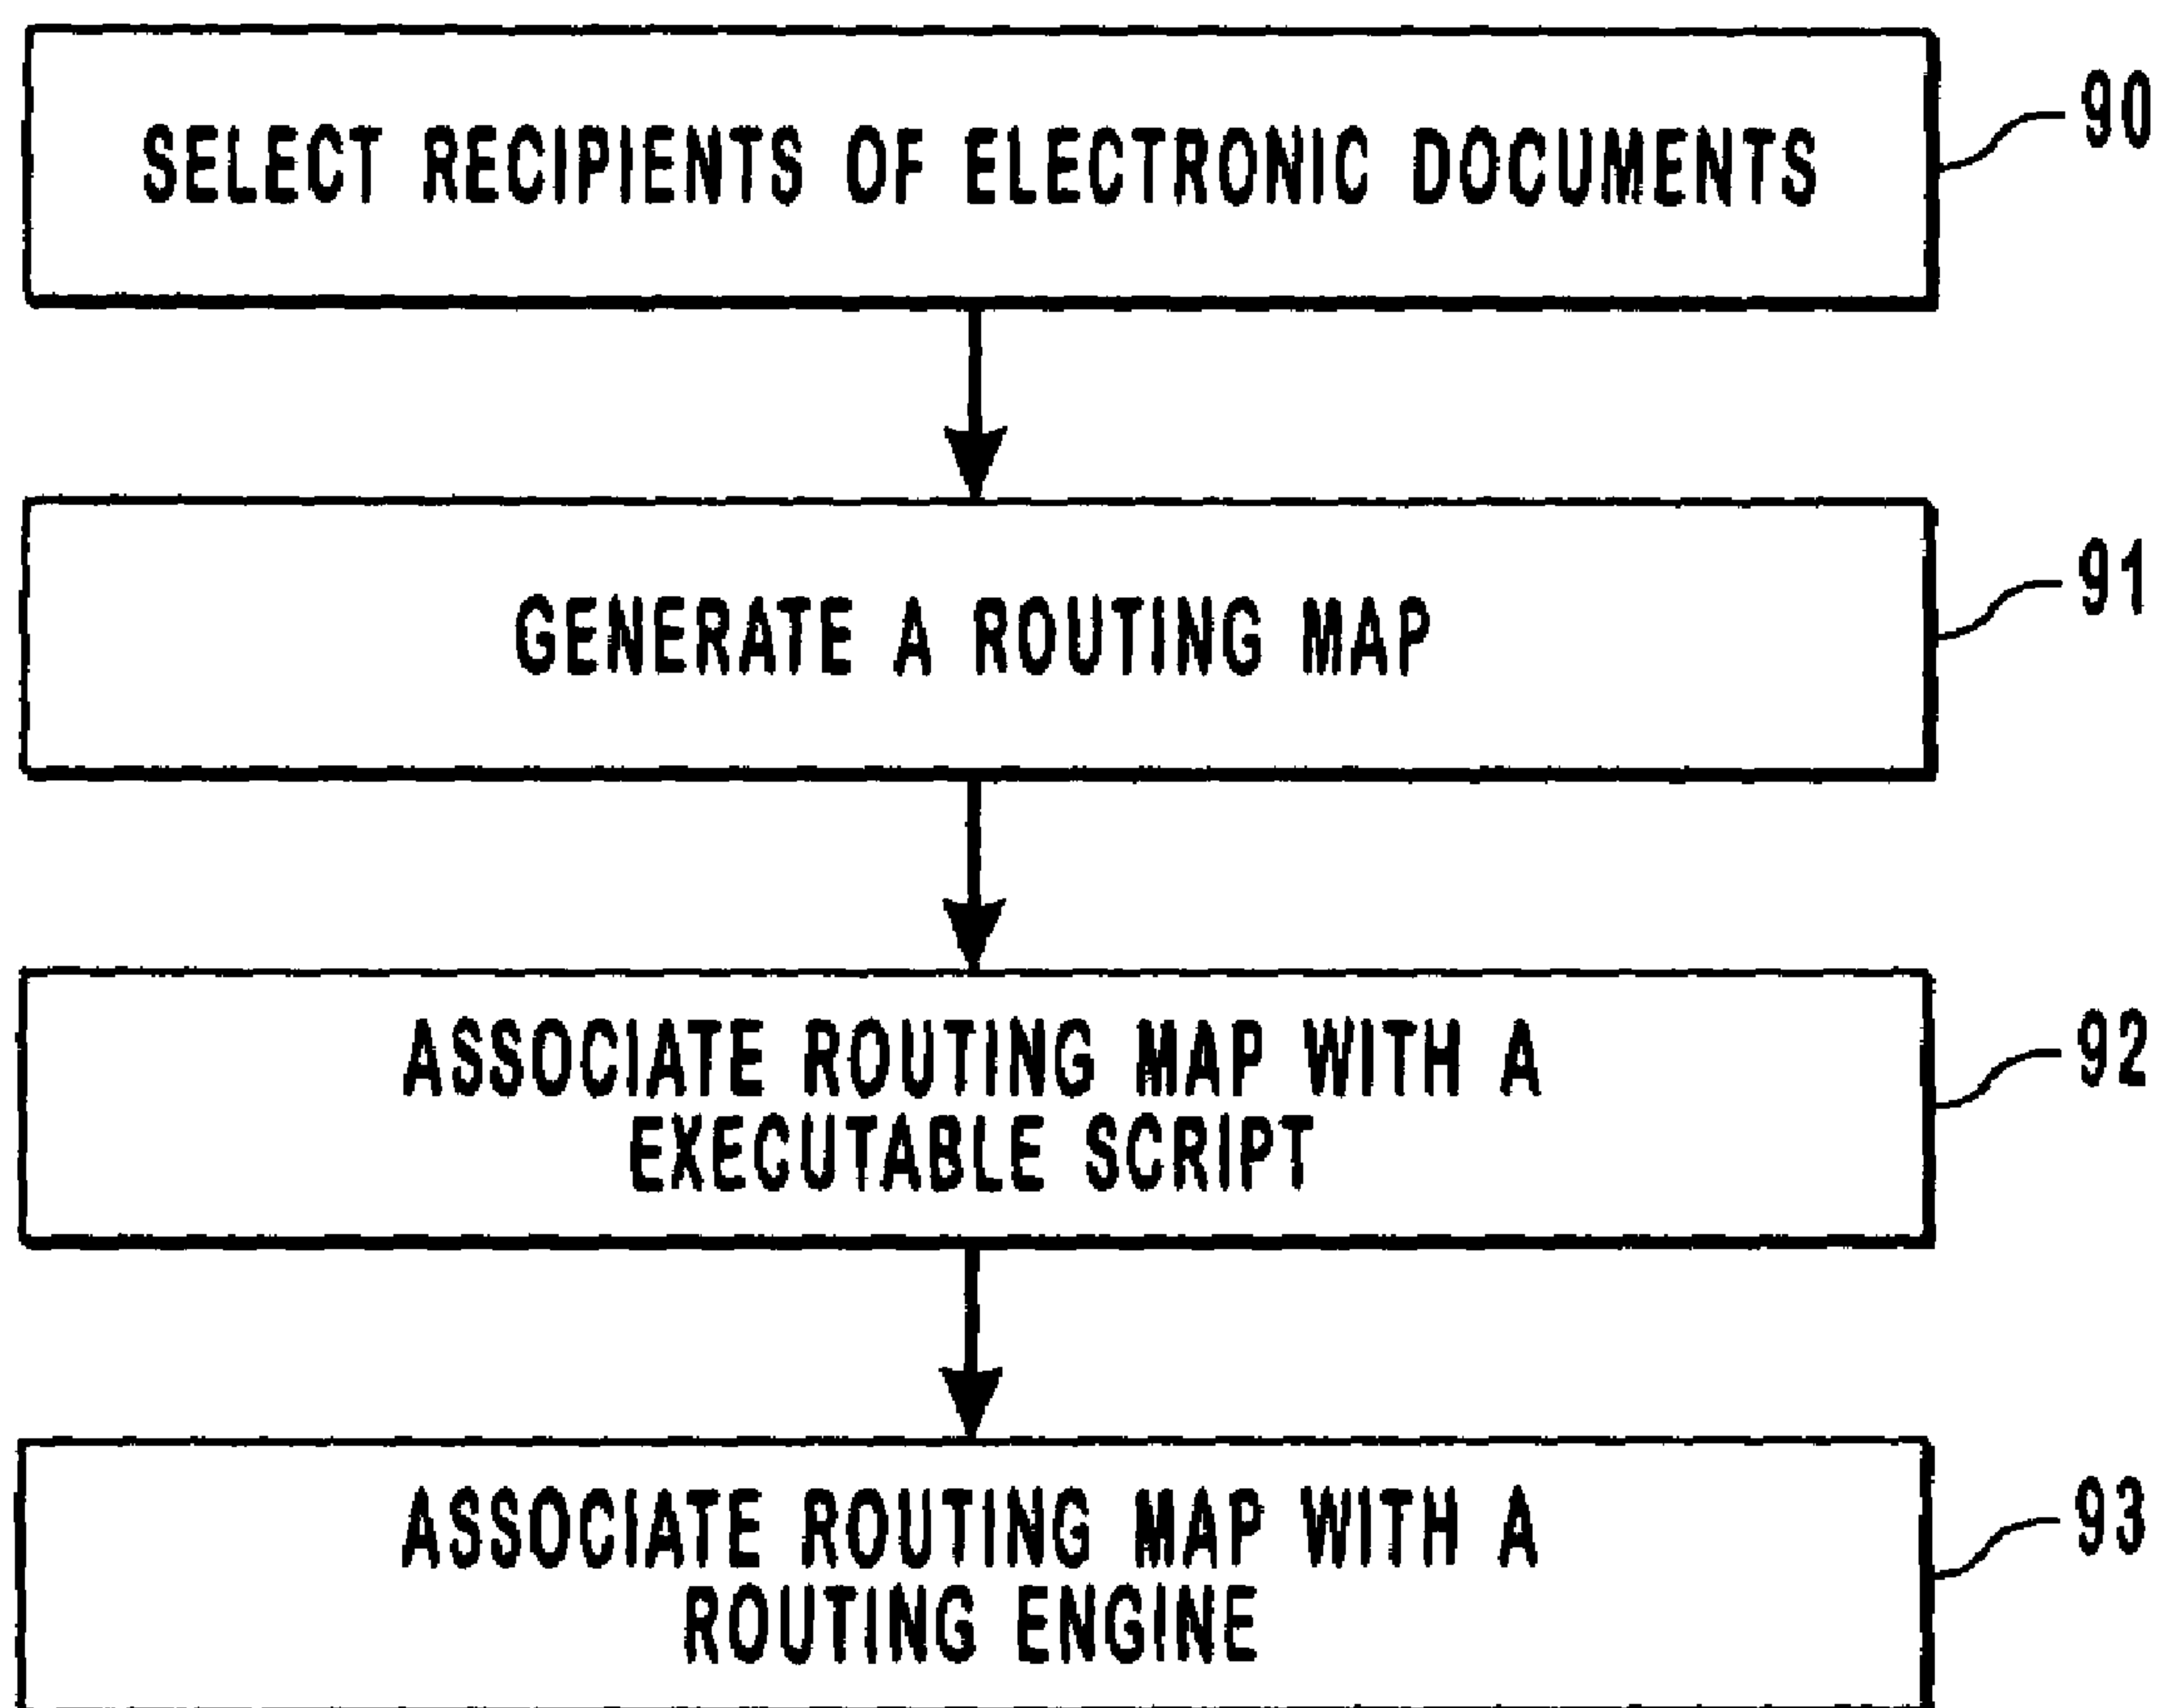 SELECT RECIPIENTS OF ELECTRONIC DOCUMENTS
90
GENERATE A ROUTING MAP
91
ASSOCIATE ROUTING MAP WITH A
EXECUTABLE SCRIPT
92
ASSOCIATE ROUTING MAP WITH A
ROUTING ENGINE
93